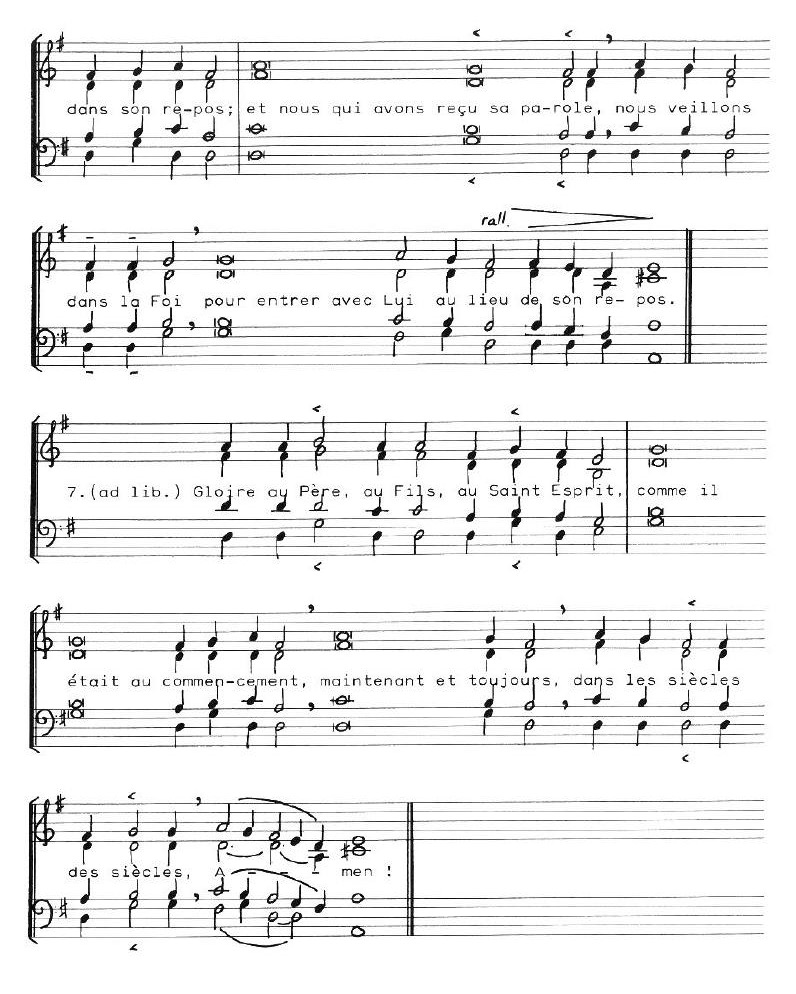 dans son re-pos; et nous qui avons reçu sa pa-role, nous veillons
rall.
dans la Foi pour entrer avec Lui au lieu de son re- pos.
7.(ad lib.) Gloire au Père, au Fils, au Saint Esprit, comme il
était au commen-cement, maintenant et toujours, dans les siècles
des siècles, A - - - men !